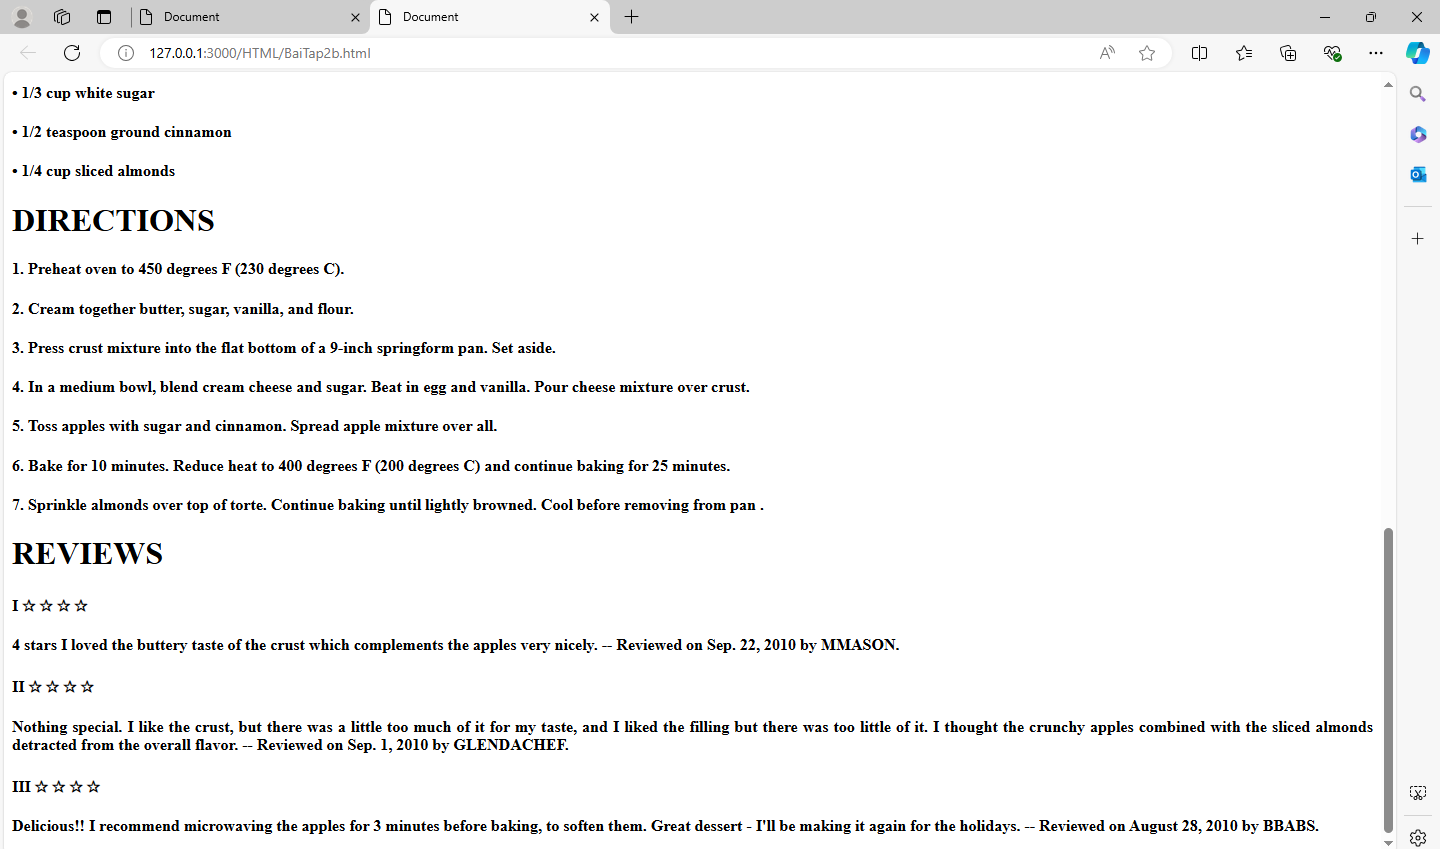 Document
Document
127.0.0.1:3000/HTML/BaiTap2b.html
• 1/3 cup white sugar
• 1/2 teaspoon ground cinnamon
• 1/4 cup sliced almonds
DIRECTIONS
1. Preheat oven to 450 degrees F (230 degrees C).
2. Cream together butter, sugar, vanilla, and flour.
3. Press crust mixture into the flat bottom of a 9-inch springform pan. Set aside.
4. In a medium bowl, blend cream cheese and sugar. Beat in egg and vanilla. Pour cheese mixture over crust.
5. Toss apples with sugar and cinnamon. Spread apple mixture over all.
6. Bake for 10 minutes. Reduce heat to 400 degrees F (200 degrees C) and continue baking for 25 minutes.
7. Sprinkle almonds over top of torte. Continue baking until lightly browned. Cool before removing from pan .
REVIEWS
I ☆ ☆ ☆ ☆
4 stars I loved the buttery taste of the crust which complements the apples very nicely. -- Reviewed on Sep. 22, 2010 by MMASON.
II ☆ ☆ ☆ ☆
Nothing special. I like the crust, but there was a little too much of it for my taste, and I liked the filling but there was too little of it. I thought the crunchy apples combined with the sliced almonds
detracted from the overall flavor. -- Reviewed on Sep. 1, 2010 by GLENDACHEF.
III ☆ ☆ ☆ ☆
Delicious!! I recommend microwaving the apples for 3 minutes before baking, to soften them. Great dessert - I'll be making it again for the holidays. -- Reviewed on August 28, 2010 by BBABS.